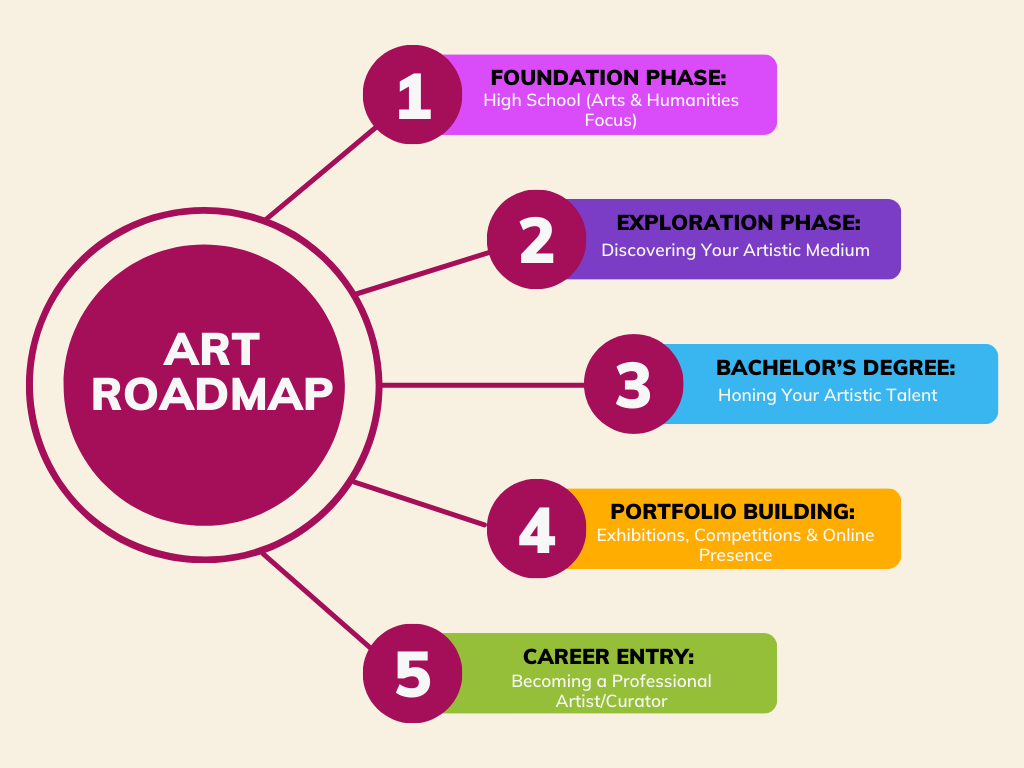 ART
ROADMAP
1
FOUNDATION PHASE:
High School (Arts & Humanities
Focus)
2
EXPLORATION PHASE:
Discovering Your Artistic Medium
3
BACHELOR’S DEGREE:
Honing Your Artistic Talent
4
PORTFOLIO BUILDING:
Exhibitions, Competitions & Online
Presence
5
CAREER ENTRY:
Becoming a Professional
Artist/Curator